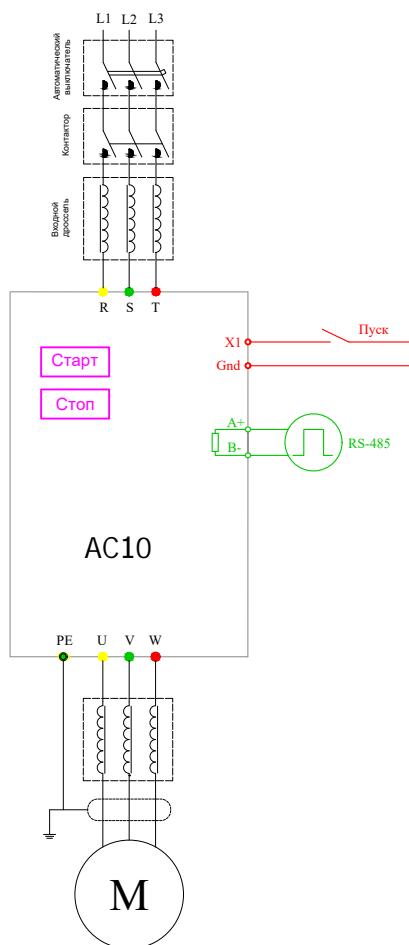 L1 L2 L3
Автоматический
выключатель
Контактор
Входной
дроссель
R S T
X1
Пуск
Gnd
Старт
Стоп
A+
B-
RS-485
AC10
PE U V W
M